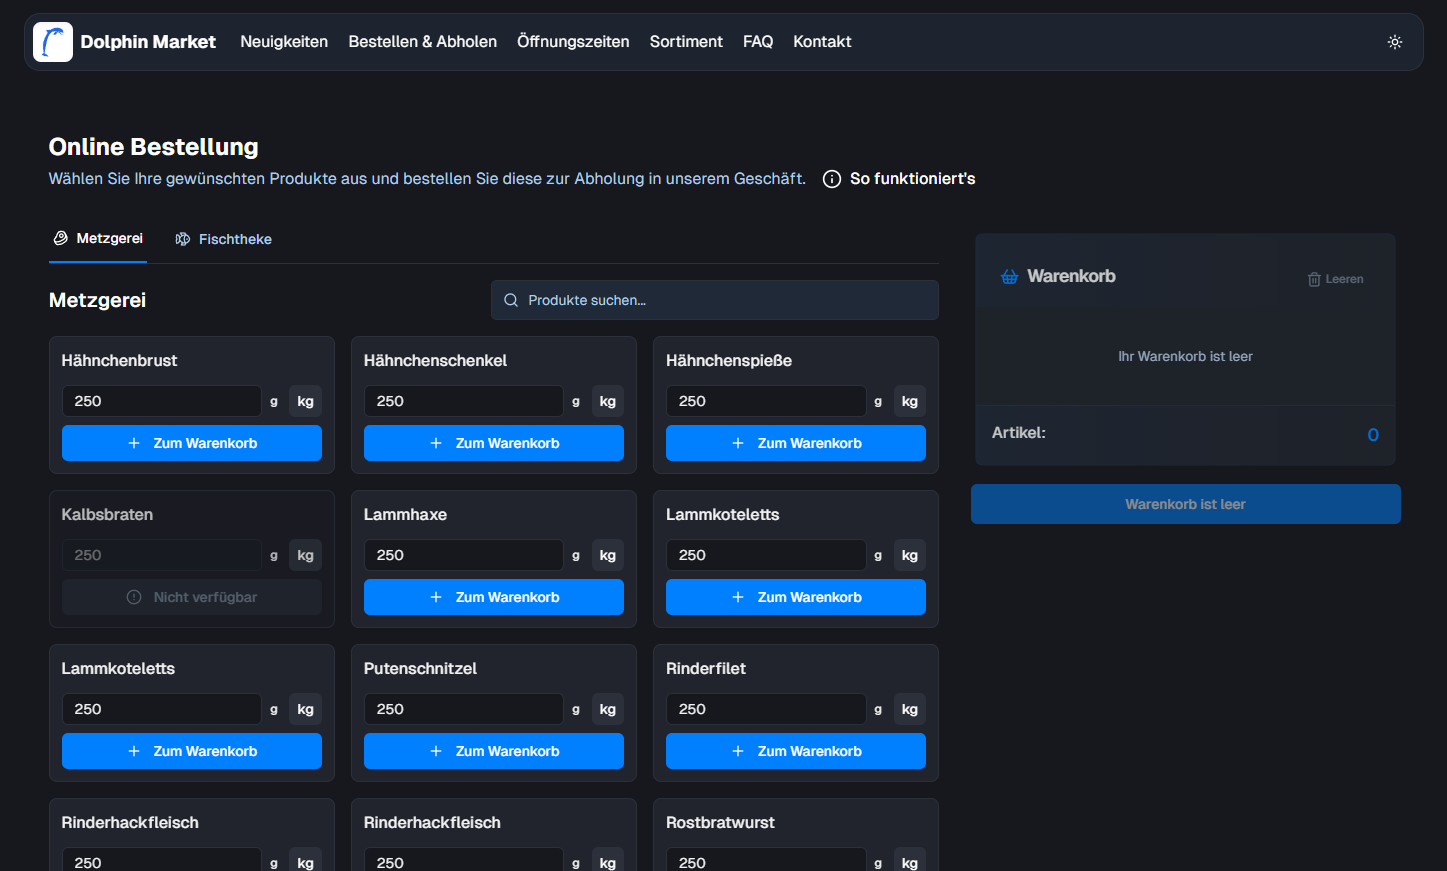 Dolphin Market Neuigkeiten Bestellen & Abholen Öffnungszeiten Sortiment FAQ Kontakt
Online Bestellung
Wählen Sie Ihre gewünschten Produkte aus und bestellen Sie diese zur Abholung in unserem Geschäft. So funktioniert's
Metzgerei Fischtheke
Metzgerei
Produkte suchen...
Hähnchenbrust
250 g kg
Zum Warenkorb
Hähnchenschenkel
250 g kg
Zum Warenkorb
Hähnchenspieße
250 g kg
Zum Warenkorb
Kalbsbraten
250 g kg
Nicht verfügbar
Lammhaxe
250 g kg
Zum Warenkorb
Lammkoteletts
250 g kg
Zum Warenkorb
Lammkoteletts
250 g kg
Zum Warenkorb
Putenschnitzel
250 g kg
Zum Warenkorb
Rinderfilet
250 g kg
Zum Warenkorb
Rinderhackfleisch
250 g kg
Rinderhackfleisch
250 g kg
Rostbratwurst
250 g kg
Warenkorb
Leeren
Ihr Warenkorb ist leer
Artikel: 0
Warenkorb ist leer